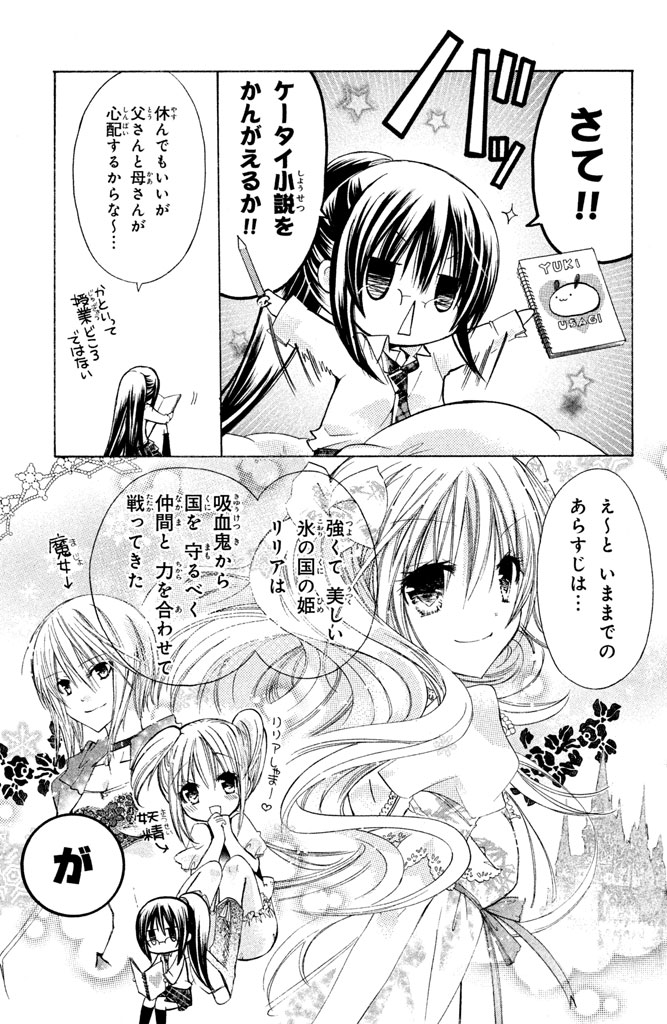 バッ
さて!!
ケータイ小説を
かんがえるか!!
YUKI
USAGI
休んでもいいが
父さんと母さんが
心配するからな〜…
かといって
授業どころ
ではない
え〜と いままでの
あらすじは…
強くて 美しい
氷の国の姫
リリアは
吸血鬼から
国を 守るべく
仲間と 力を合わせて
戦ってきた
魔女→
リリアしゃま
妖精→
が